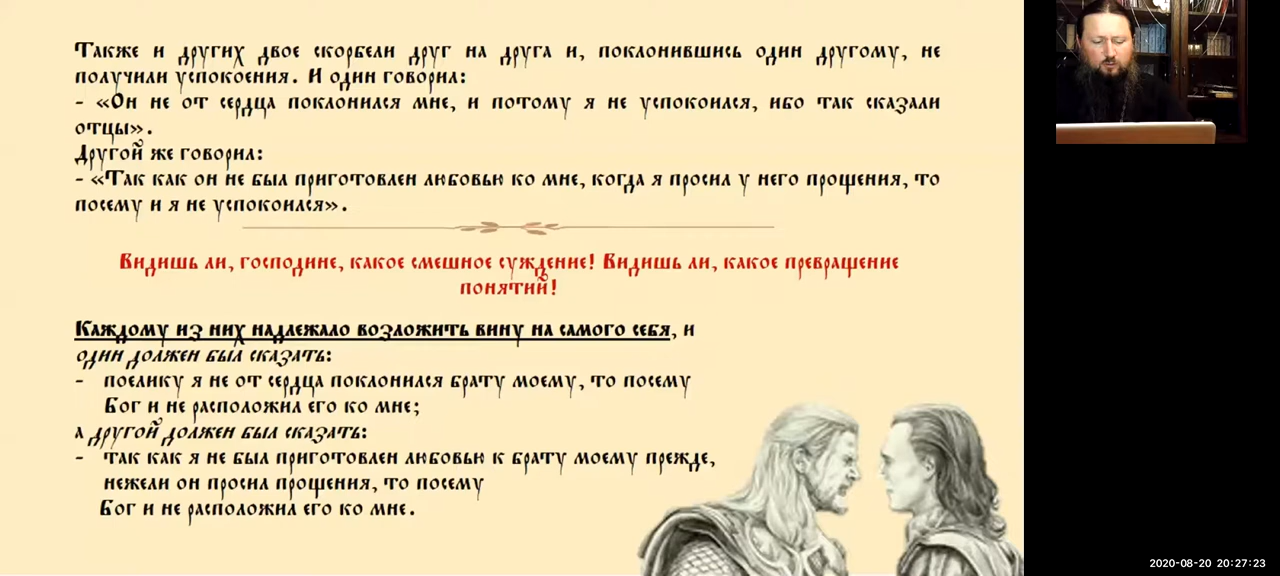 Также и других двое скорбели друг на друга и, поклонившись один другому, не
получили успокоения. И один говорил:
- «Он не от сердца поклонился мне, и потому я не успокоился, ибо так сказали
отцы».
Другой же говорил:
- «Так как он не был приготовлен любовью ко мне, когда я просил у него прощения, то
посему и я не успокоился».
Видишь ли, господине, какое смешное суждение! Видишь ли, какое превращение
понятий!
Каждому из них надлежало возложить вину на самого себя, и
один должен был сказать:
- поелику я не от сердца поклонился брату моему, то посему
Бог и не расположил его ко мне;
а другой должен был сказать:
- так как я не был приготовлен любовью к брату моему прежде,
нежели он просил прощения, то посему
Бог и не расположил его ко мне.
2020-08-20 20:27:23